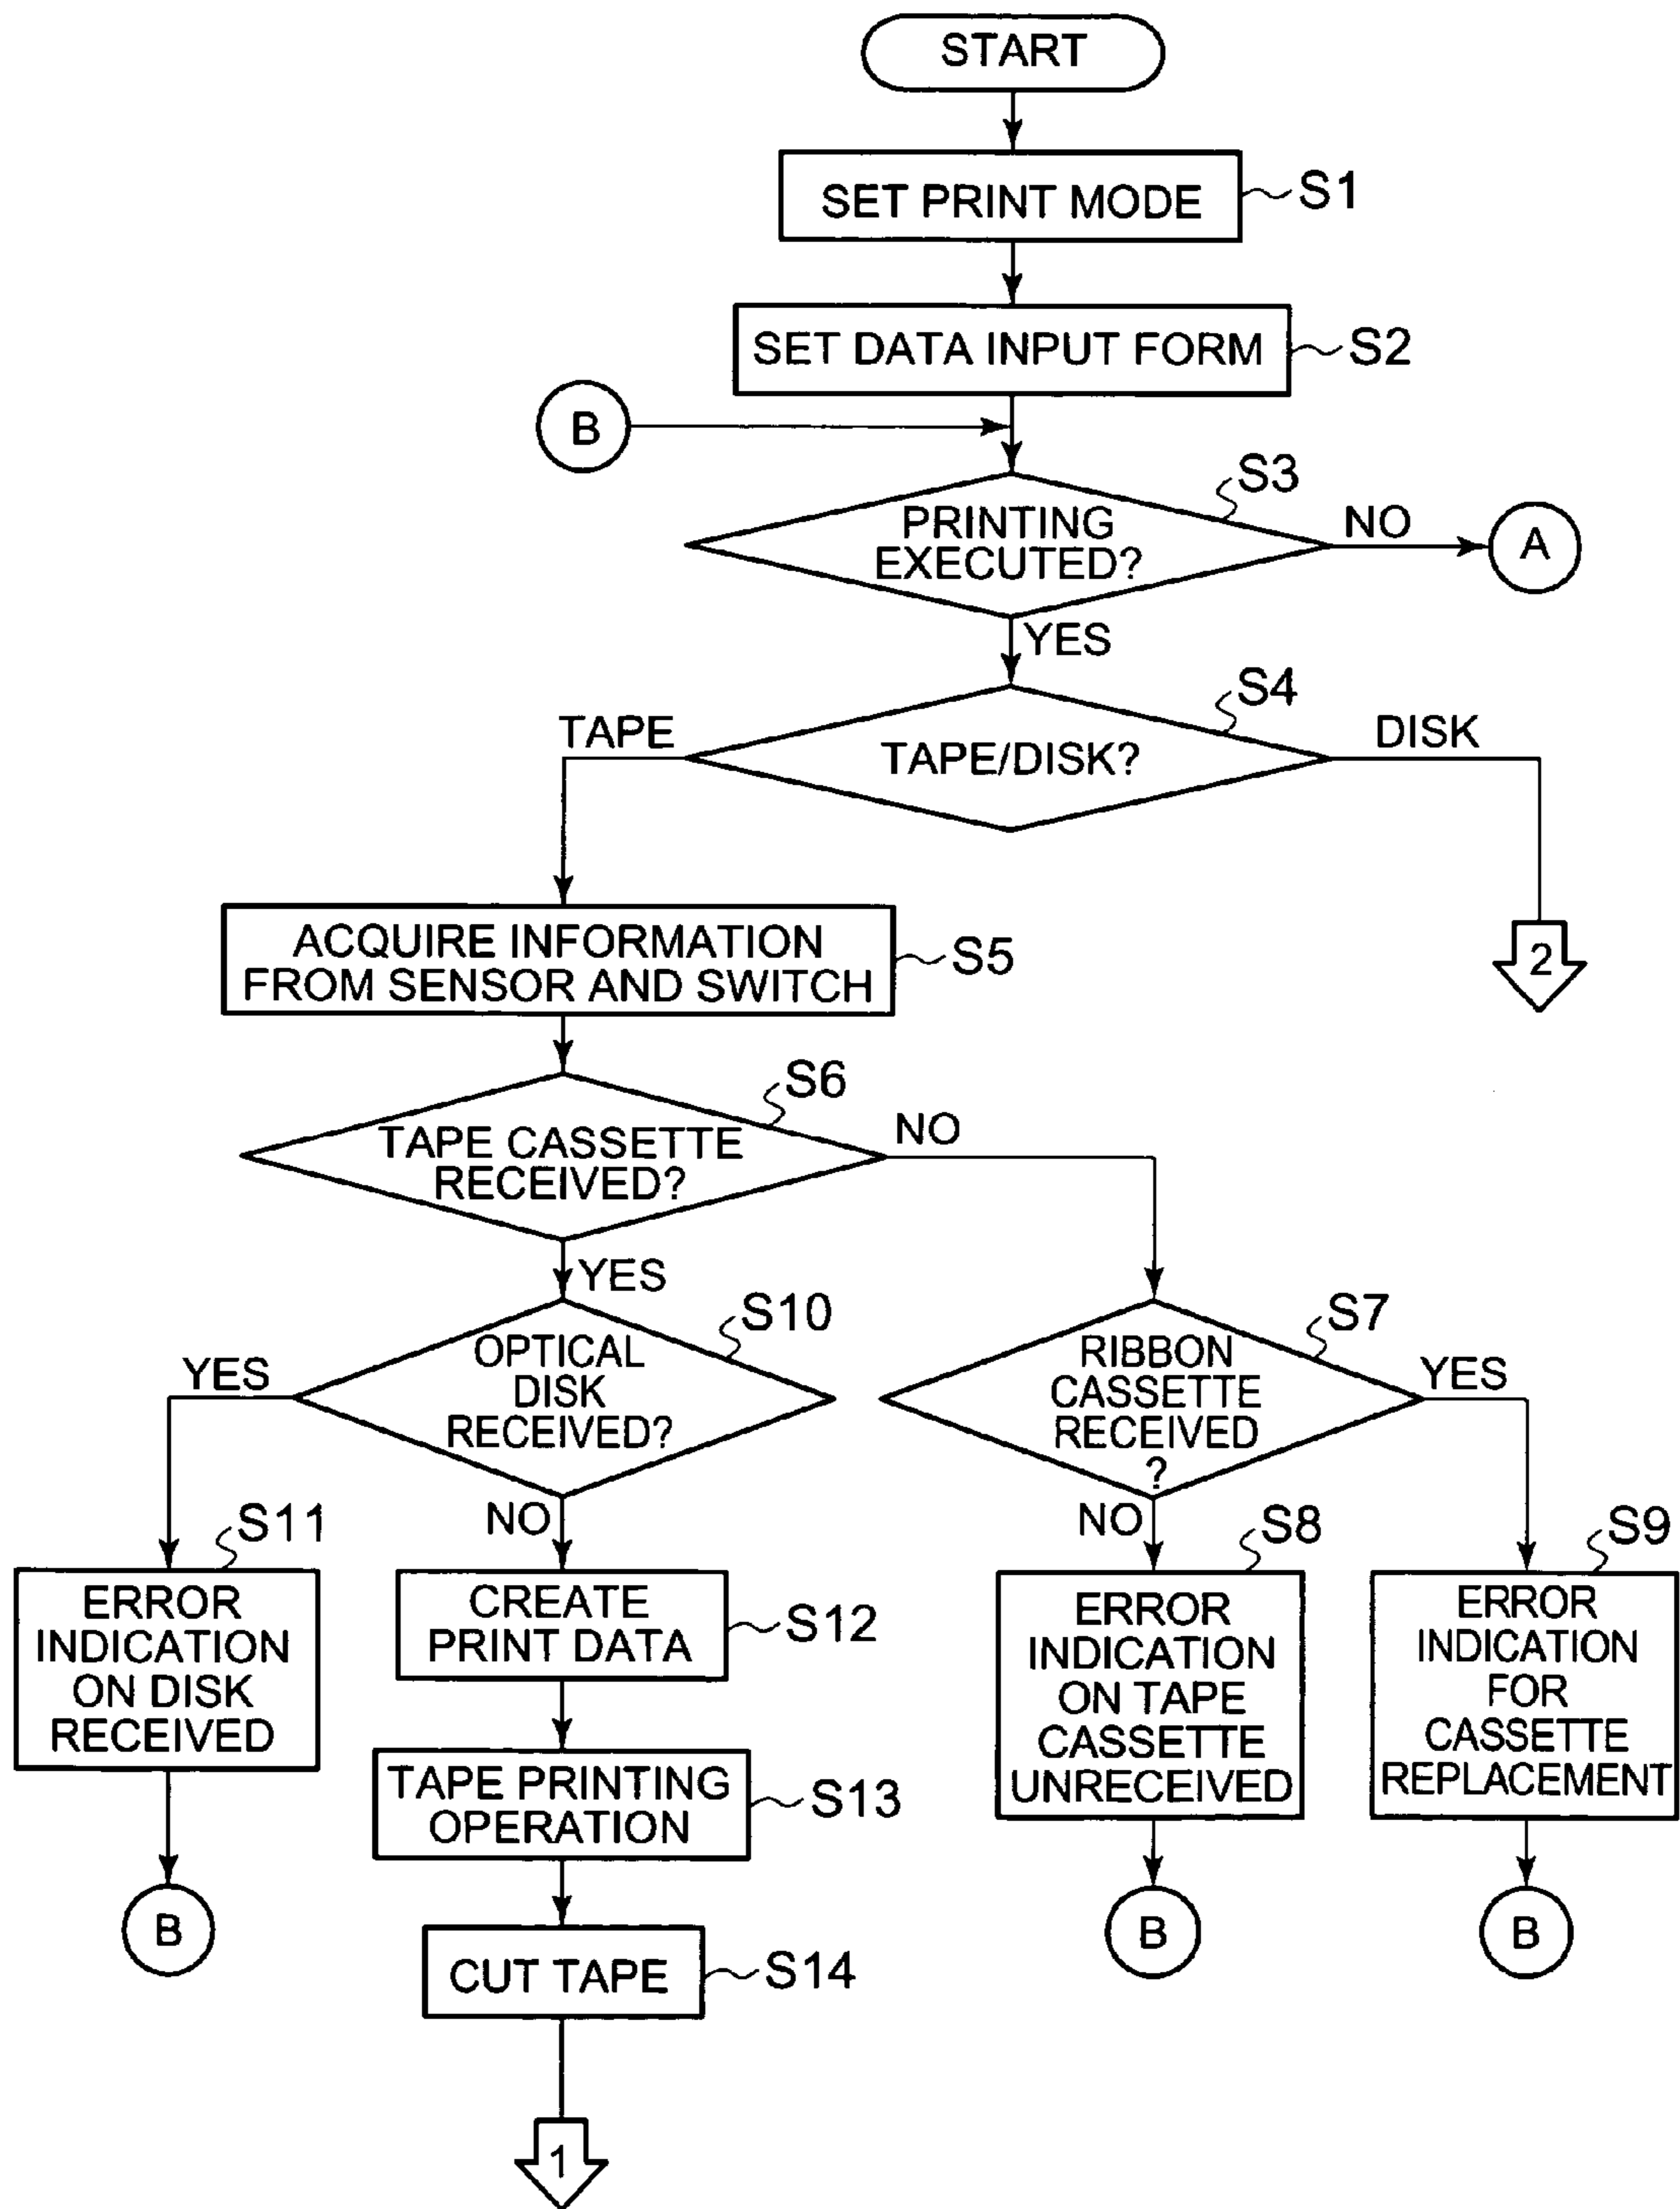 START
SET PRINT MODE
S1
SET DATA INPUT FORM
S2
B
S3
PRINTING
EXECUTED?
NO
A
YES
S4
TAPE
TAPE/DISK?
DISK
ACQUIRE INFORMATION
FROM SENSOR AND SWITCH
S5
2
S6
TAPE CASSETTE
RECEIVED?
NO
YES
S10
OPTICAL
DISK
RECEIVED?
YES
NO
S7
RIBBON
CASSETTE
RECEIVED
?
YES
NO
S11
ERROR
INDICATION
ON DISK
RECEIVED
B
CREATE
PRINT DATA
S12
TAPE PRINTING
OPERATION
S13
CUT TAPE
S14
1
S8
ERROR
INDICATION
ON TAPE
CASSETTE
UNRECEIVED
B
S9
ERROR
INDICATION
FOR
CASSETTE
REPLACEMENT
B